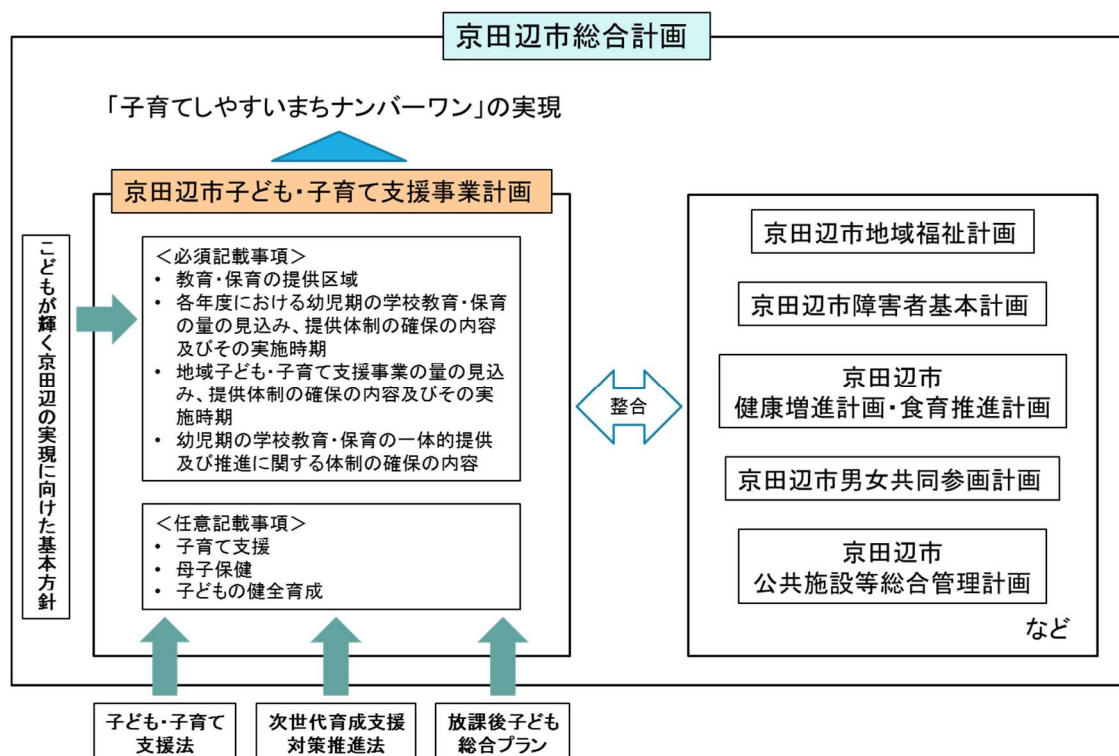 京田辺市総合計画
「子育てしやすいまちナンバーワン」の実現
京田辺市子ども・子育て支援事業計画
こどもが輝く京田辺の実現に向けた基本方針
＜必須記載事項＞
• 教育・保育の提供区域
• 各年度における幼児期の学校教育・保育
の量の見込み、提供体制の確保の内容
及びその実施時期
• 地域子ども・子育て支援事業の量の見込
み、提供体制の確保の内容及びその実
施時期
• 幼児期の学校教育・保育の一体的提供
及び推進に関する体制の確保の内容
＜任意記載事項＞
• 子育て支援
• 母子保健
• 子どもの健全育成
整合
京田辺市地域福祉計画
京田辺市障害者基本計画
京田辺市
健康増進計画・食育推進計画
京田辺市男女共同参画計画
京田辺市
公共施設等総合管理計画
など
子ども・子育て
支援法
次世代育成支援
対策推進法
放課後子ども
総合プラン